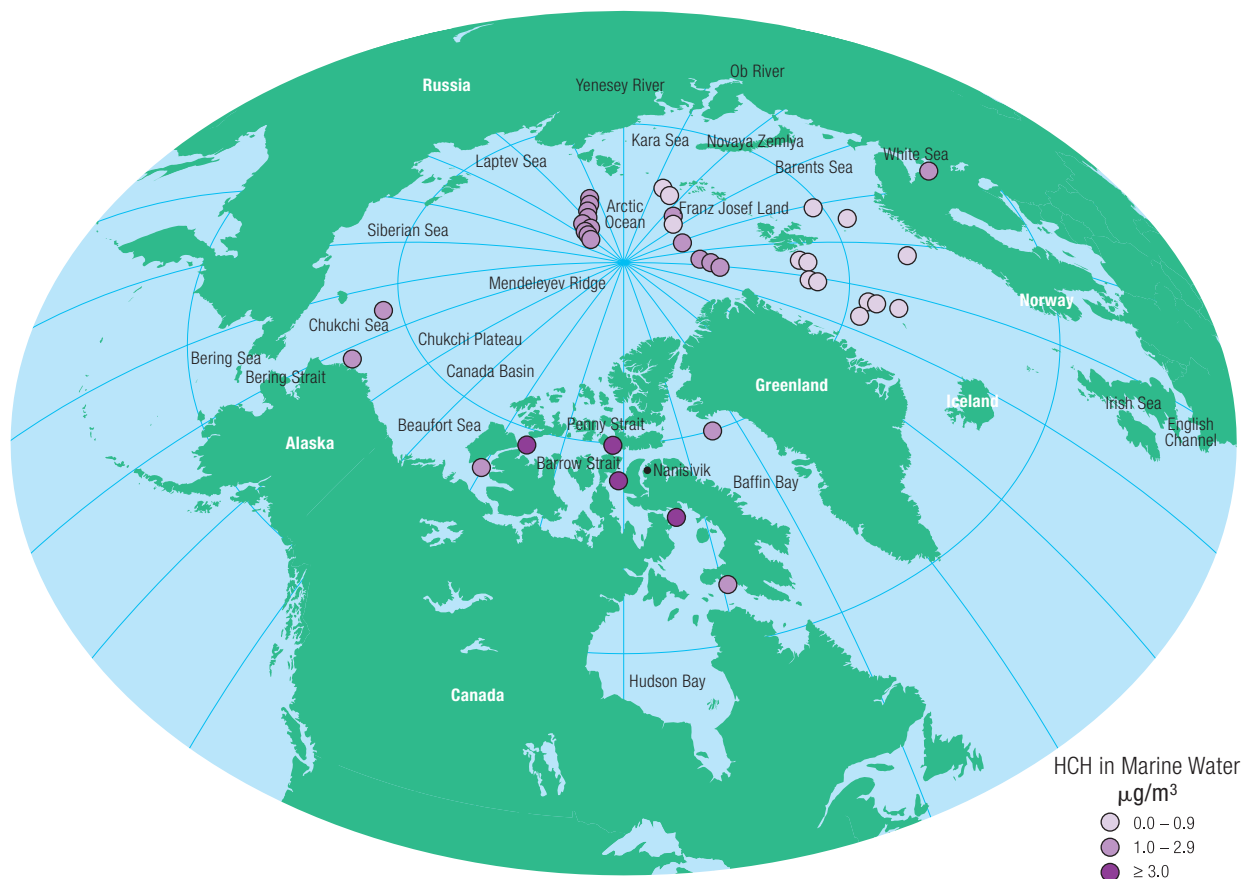 Ob River
Russia
Yenesey River
Kara Sea
Novaya Zemlya
White Sea
Laptev Sea
Barents Sea
Arctic
Ocean
Franz Josef Land
Siberian Sea
Mendeleyev Ridge
Norway
Chukchi Sea
Chukchi Plateau
Bering Sea
Canada Basin
Bering Strait
Greenland
Iceland
Irish Sea
English
Channel
Beaufort Sea
Penny Strait
Alaska
Barrow Strait
Nanisivik
Baffin Bay
Hudson Bay
Canada
HCH in Marine Water
µg/m³
0.0 – 0.9
1.0 – 2.9
≥ 3.0